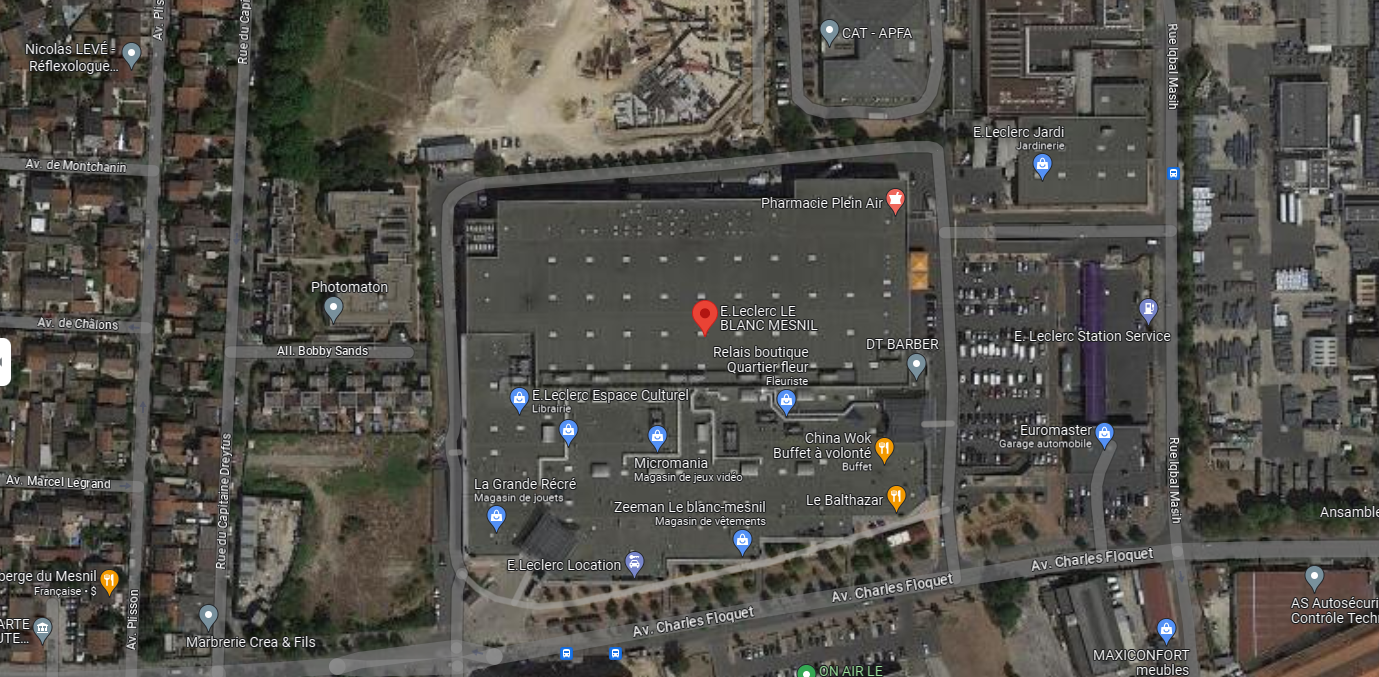 Av. Plis
Rue du Capi
Nicolas LEVÉ -
Réflexologue...
CAT - APFA
Rue Iqbal Masih
E.Leclerc Jardi
Jardinerie
Av. de Montchanin
Pharmacie Plein Air
Photomaton
E.Leclerc LE
BLANC MESNIL
Av. de Châlons
E. Leclerc Station Service
All. Bobby Sands
DT BARBER
Relais boutique
Quartier fleur
Fleuriste
E.Leclerc Espace Culturel
Librairie
Euromaster
Garage automobile
China Wok
Buffet à volonté
Buffet
Micromania
Magasin de jeux vidéo
Av. Marcel Legrand
La Grande Récré
Magasin de jouets
Le Balthazar
Rue du Capitaine Dreyfus
Rue Iqbal Masih
Zeeman Le blanc-mesnil
Magasin de vêtements
Ansamble
E.Leclerc Location
Av. Charles Floquet
Av. Charles Floquet
Av. Charles Floquet
berge du Mesnil
Française · $
Av. Plisson
AS Autosécuri
Contrôle Techn
ARTE
UTE...
Marbrerie Crea & Fils
MAXICONFORT
meubles
ON AIR LE